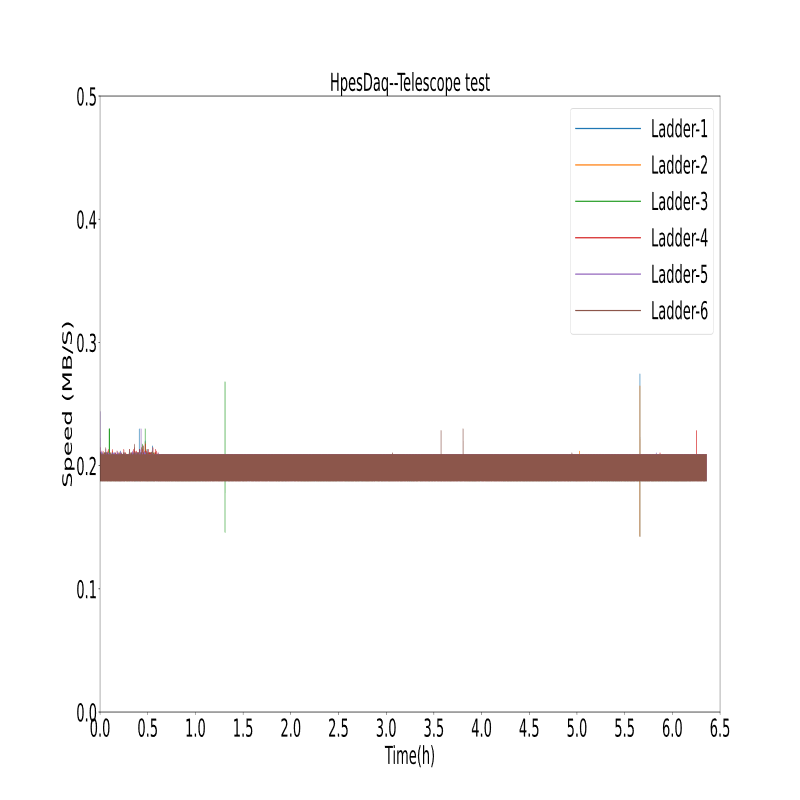 HpesDaq--Telescope test
0.5
0.4
0.3
0.2
0.1
0.0
Speed (MB/S)
Ladder-1
Ladder-2
Ladder-3
Ladder-4
Ladder-5
Ladder-6
0.0 0.5 1.0 1.5 2.0 2.5 3.0 3.5 4.0 4.5 5.0 5.5 6.0 6.5
Time(h)